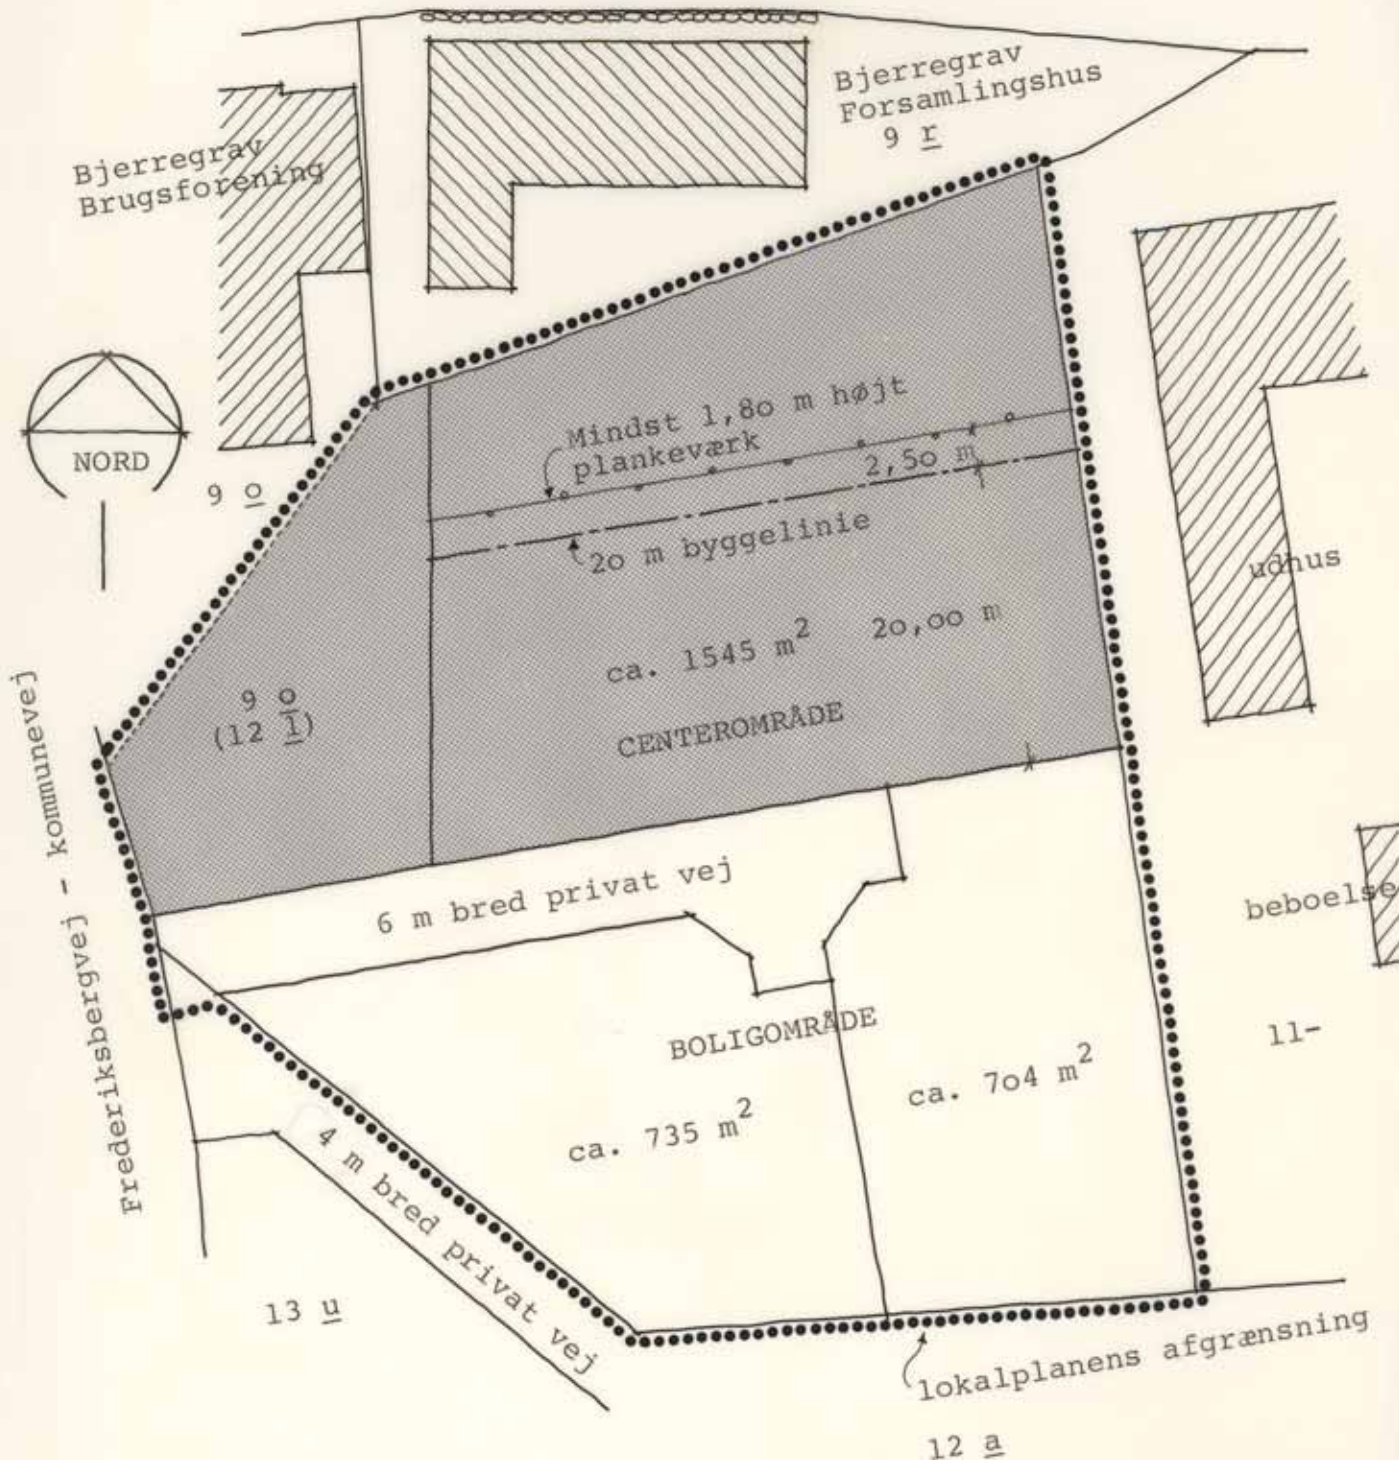 Bjerregrav
Forsamlingshus
9 r
Bjerregrav
Brugsforening
NORD
9 o
Mindst 1,8o m højt
plankeværk
2,5o m
2o m byggelinie
udhus
ca. 1545 m² 2o,oo m
9 o
(12 l)
CENTEROMRÅDE
Frederiksbergvej - kommunevej
6 m bred privat vej
beboelse
BOLIGOMRÅDE
11-
ca. 7o4 m²
ca. 735 m²
4 m bred privat vej
13 u
lokalplanens afgrænsning
12 a